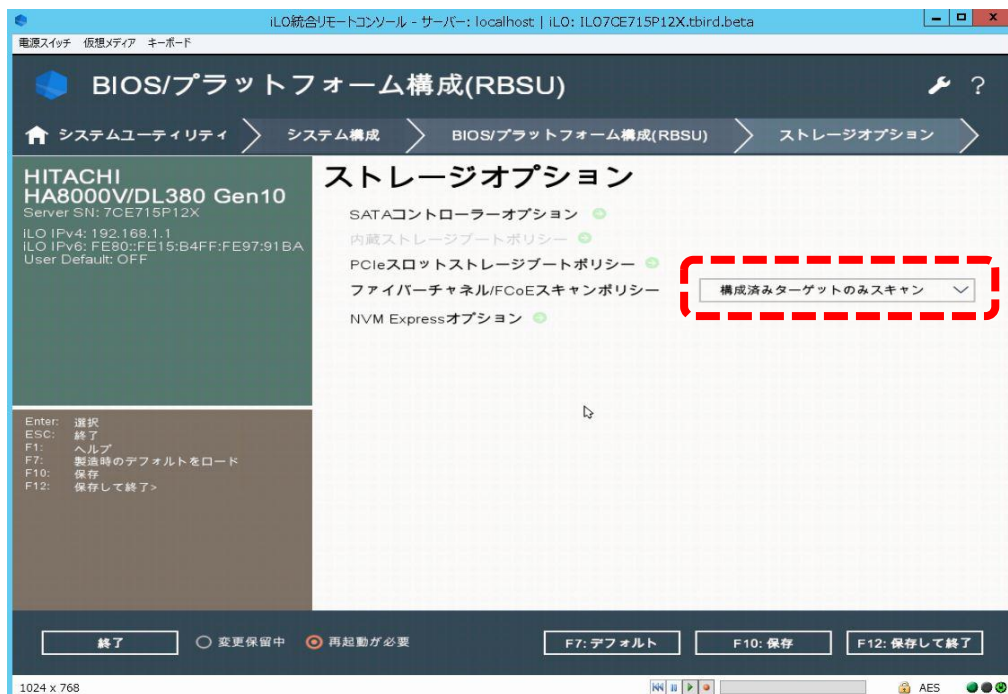 iLO統合リモートコンソール - サーバー: localhost | iLO: ILO7CE715P12X.tbird.beta
電源スイッチ 仮想メディア キーボード
BIOS/プラットフォーム構成(RBSU)
?
システムユーティリティ
システム構成
BIOS/プラットフォーム構成(RBSU)
ストレージオプション
HITACHI
HA8000V/DL380 Gen10
Server SN: 7CE715P12X
iLO IPv4: 192.168.1.1
iLO IPv6: FE80::FE15:B4FF:FE97:91BA
User Default: OFF
ストレージオプション
SATAコントローラーオプション
内蔵ストレージブートポリシー
PCIeスロットストレージブートポリシー
ファイバーチャネル/FCoEスキャンポリシー 構成済みターゲットのみスキャン
NVM Expressオプション
Enter: 選択
ESC: 終了
F1: ヘルプ
F7: 製造時のデフォルトをロード
F10: 保存
F12: 保存して終了>
終了 変更保留中 再起動が必要 F7: デフォルト F10: 保存 F12: 保存して終了
1024 x 768 AES